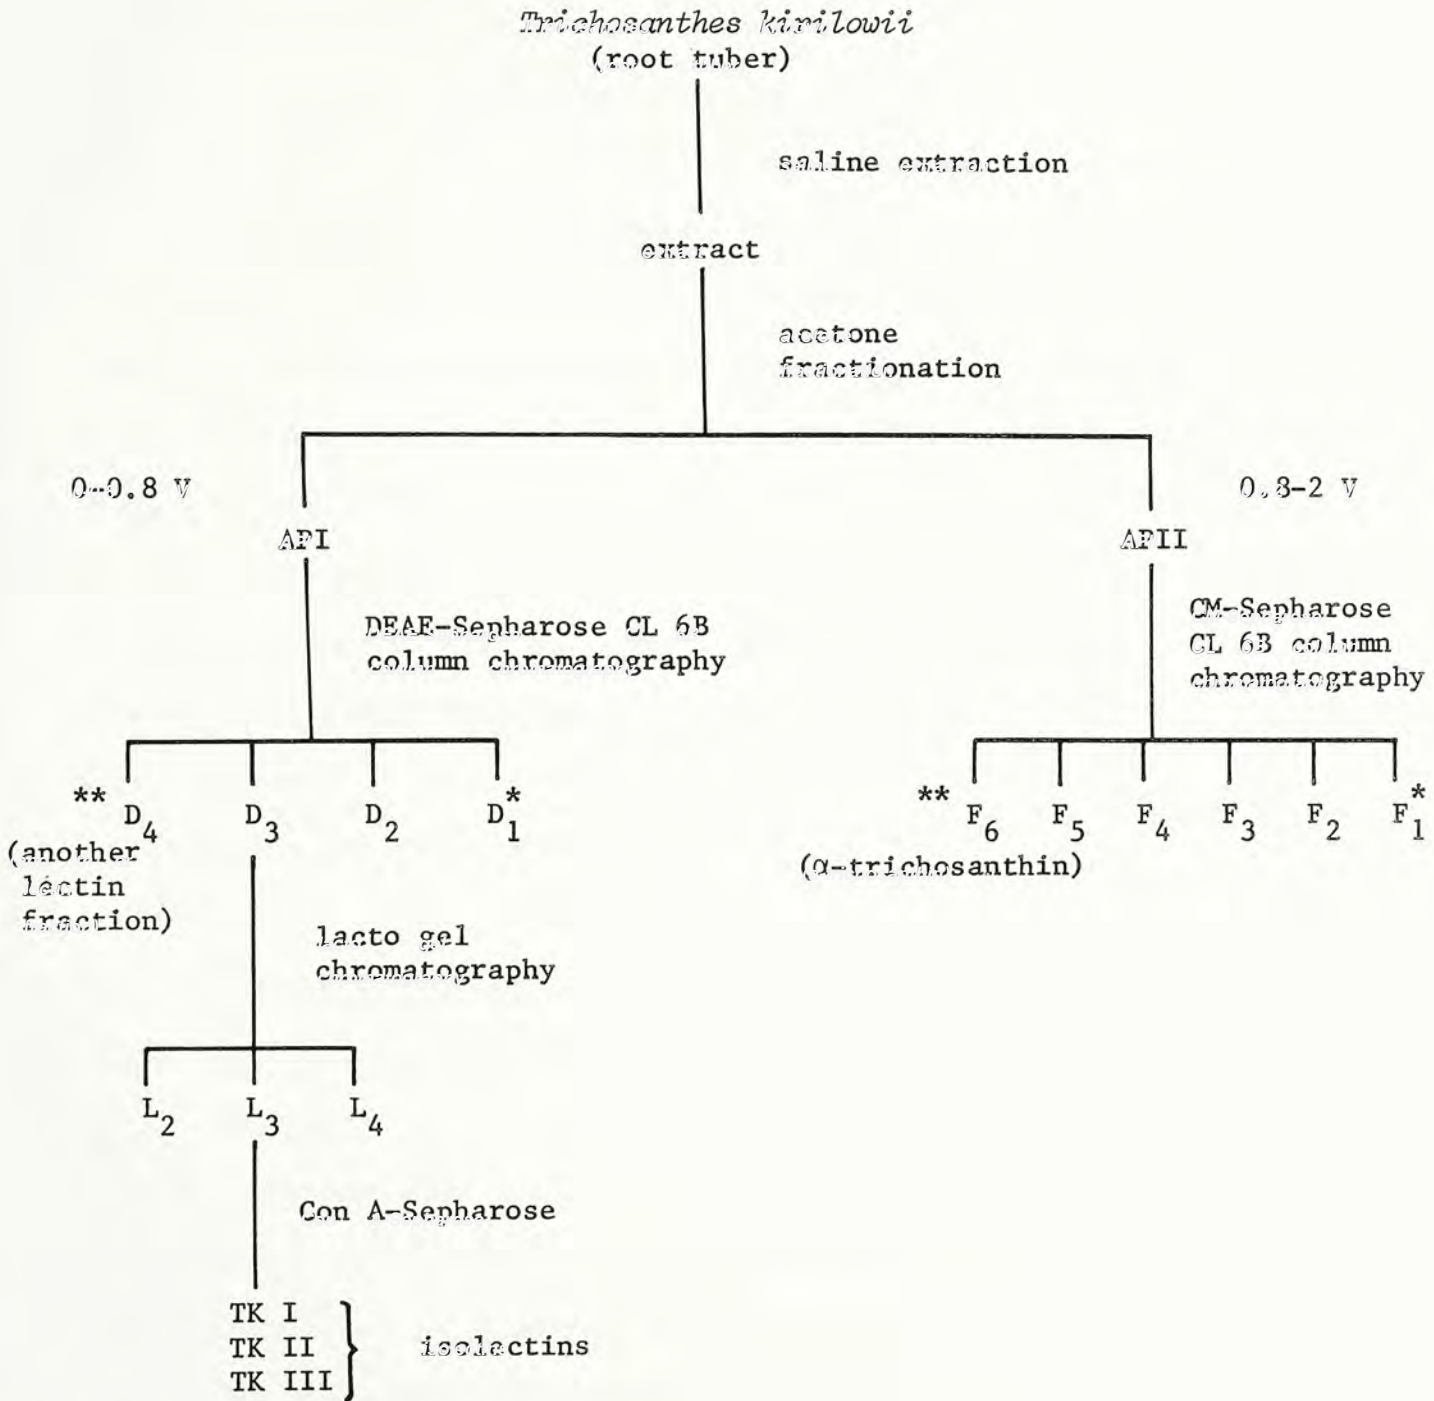 Trichosanthes kirilowii
(root tuber)
saline extraction
extract
acetone
fractionation
0-0.8 V
0.8-2 V
API
APII
DEAE-Sepharose CL 6B
column chromatography
CM-Sepharose
CL 6B column
chromatography
** D4 D3 D2 D1*
(another
lectin
fraction)
** F6 F5 F4 F3 F2 F1*
(α-trichosanthin)
lacto gel
chromatography
L2 L3 L4
Con A-Sepharose
TK I
TK II
TK III
isolectins